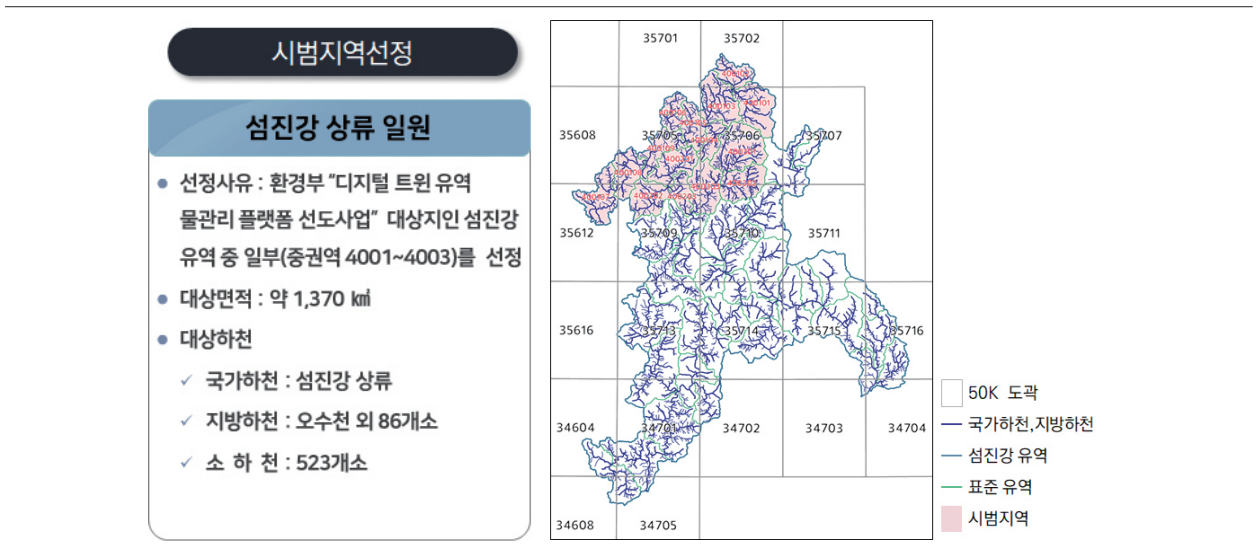 시범지역선정
섬진강 상류 일원
선정사유 : 환경부 “디지털 트윈 유역
물관리 플랫폼 선도사업” 대상지인 섬진강
유역 중 일부(중권역 4001~4003)를 선정
대상면적 : 약 1,370 ㎢
대상하천
국가하천 : 섬진강 상류
지방하천 : 오수천 외 86개소
소 하 천 : 523개소
35701 35702
35608 35705 35706 35707
400101
400103
35612 35709 35710 35711
35616 35713 35714 35715 35716
34604 34701 34702 34703 34704
34608 34705
50K 도곽
국가하천,지방하천
섬진강 유역
표준 유역
시범지역